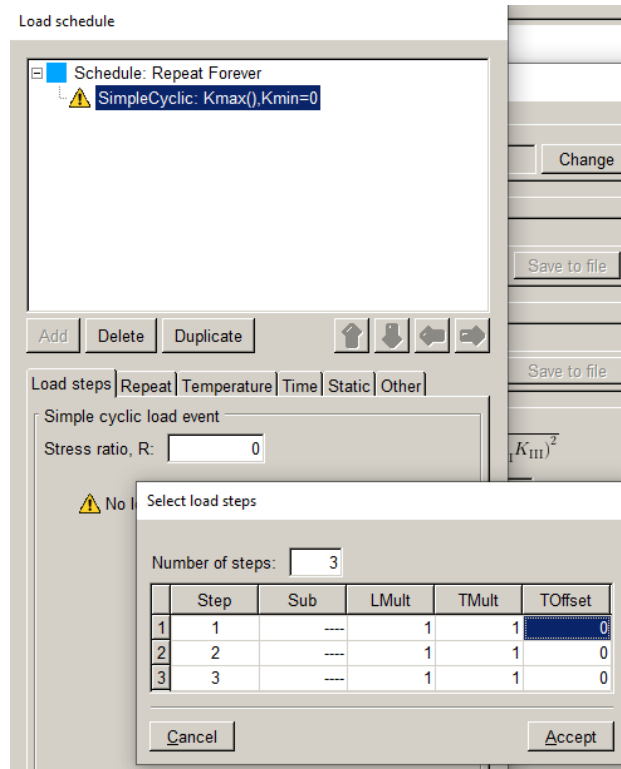 Load schedule
Schedule: Repeat Forever
SimpleCyclic: Kmax(),Kmin=0
Change
Save to file
Add Delete Duplicate
Save to file
Load steps Repeat Temperature Time Static Other
Simple cyclic load event
Stress ratio, R: 0
K_III)^2
No l
Select load steps
Number of steps: 3
Step Sub LMult TMult TOffset
1 1 ---- 1 1 0
2 2 ---- 1 1 0
3 3 ---- 1 1 0
Cancel Accept